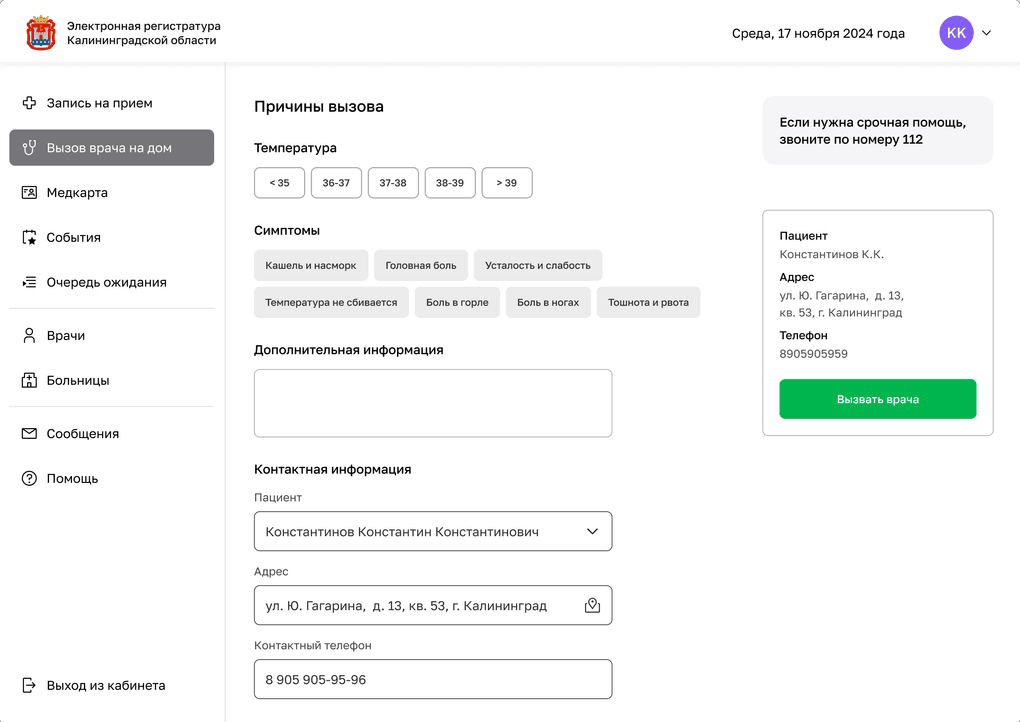 Электронная регистратура
Калининградской области
Среда, 17 ноября 2024 года
КК
Запись на прием
Вызов врача на дом
Медкарта
События
Очередь ожидания
Врачи
Больницы
Сообщения
Помощь
Выход из кабинета
Причины вызова
Температура
< 35
36-37
37-38
38-39
> 39
Симптомы
Кашель и насморк
Головная боль
Усталость и слабость
Температура не сбивается
Боль в горле
Боль в ногах
Тошнота и рвота
Дополнительная информация
Контактная информация
Пациент
Константинов Константин Константинович
Адрес
ул. Ю. Гагарина, д. 13, кв. 53, г. Калининград
Контактный телефон
8 905 905-95-96
Если нужна срочная помощь,
звоните по номеру 112
Пациент
Константинов К.К.
Адрес
ул. Ю. Гагарина, д. 13,
кв. 53, г. Калининград
Телефон
8905905959
Вызвать врача